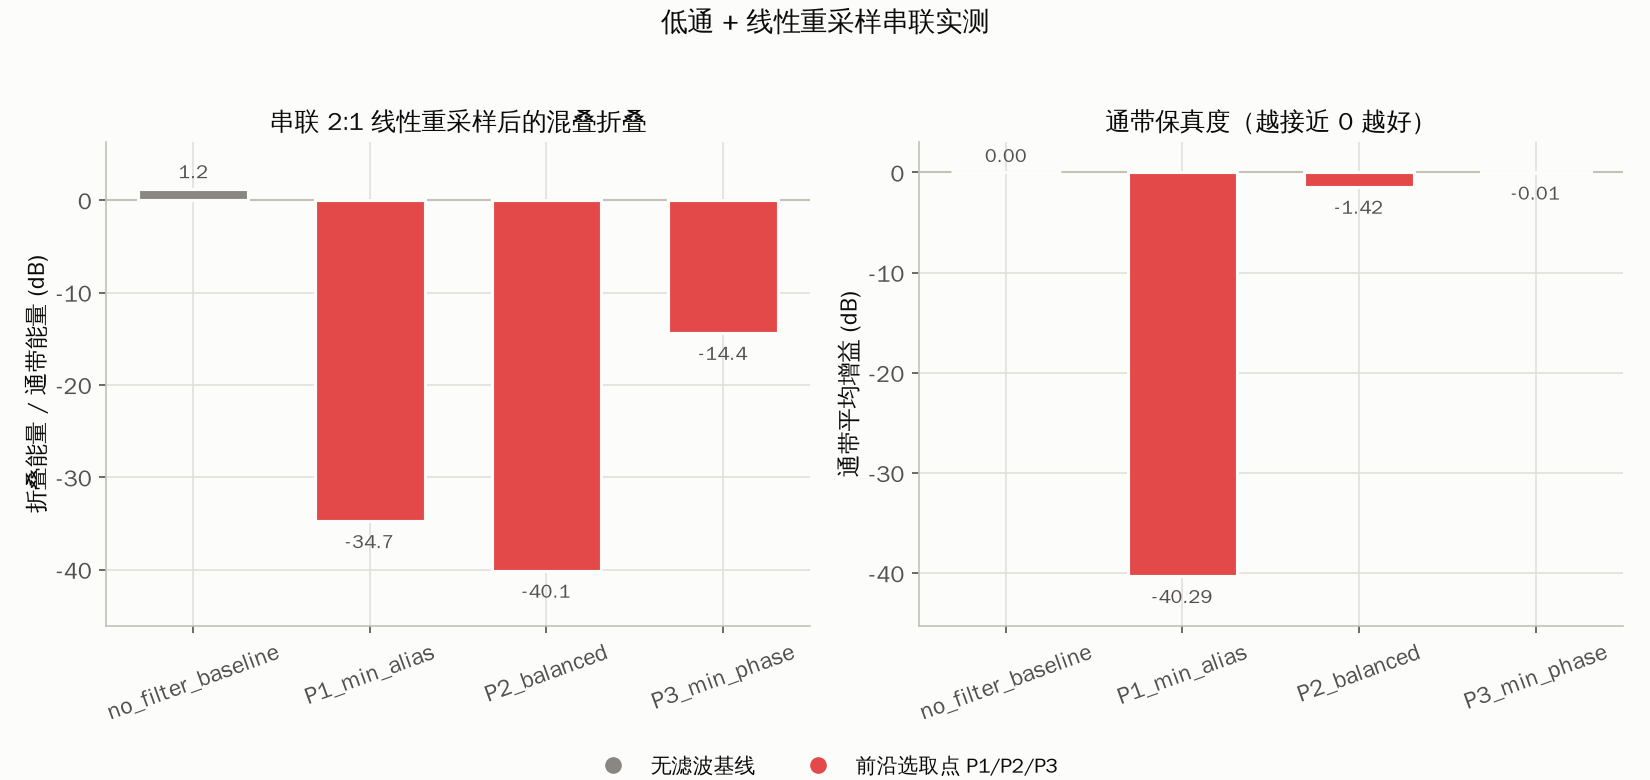 低通 + 线性重采样串联实测
串联 2:1 线性重采样后的混叠折叠
折叠能量 / 通带能量 (dB)
0
-10
-20
-30
-40
1.2
-34.7
-40.1
-14.4
no_filter_baseline
P1_min_alias
P2_balanced
P3_min_phase
通带保真度（越接近 0 越好）
通带平均增益 (dB)
0
-10
-20
-30
-40
0.00
-40.29
-1.42
-0.01
no_filter_baseline
P1_min_alias
P2_balanced
P3_min_phase
无滤波基线
前沿选取点 P1/P2/P3